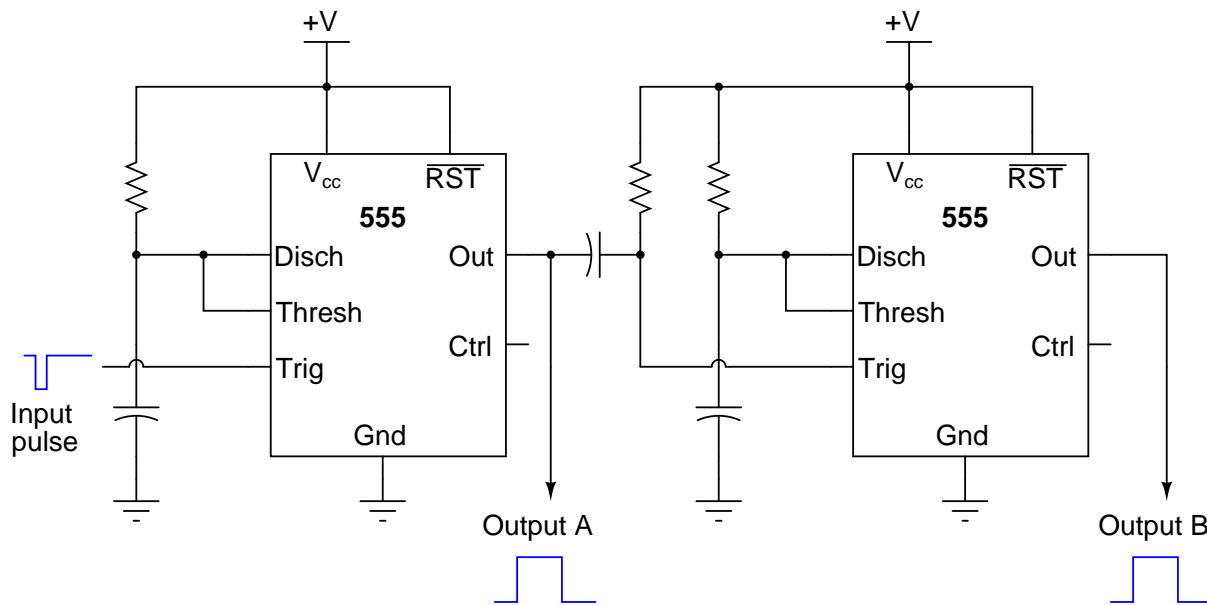 +V
+V
Vcc
RST
Vcc
RST
555
555
Disch
Out
Disch
Out
Thresh
Thresh
Ctrl
Ctrl
Trig
Trig
Input
pulse
Gnd
Gnd
Output A
Output B